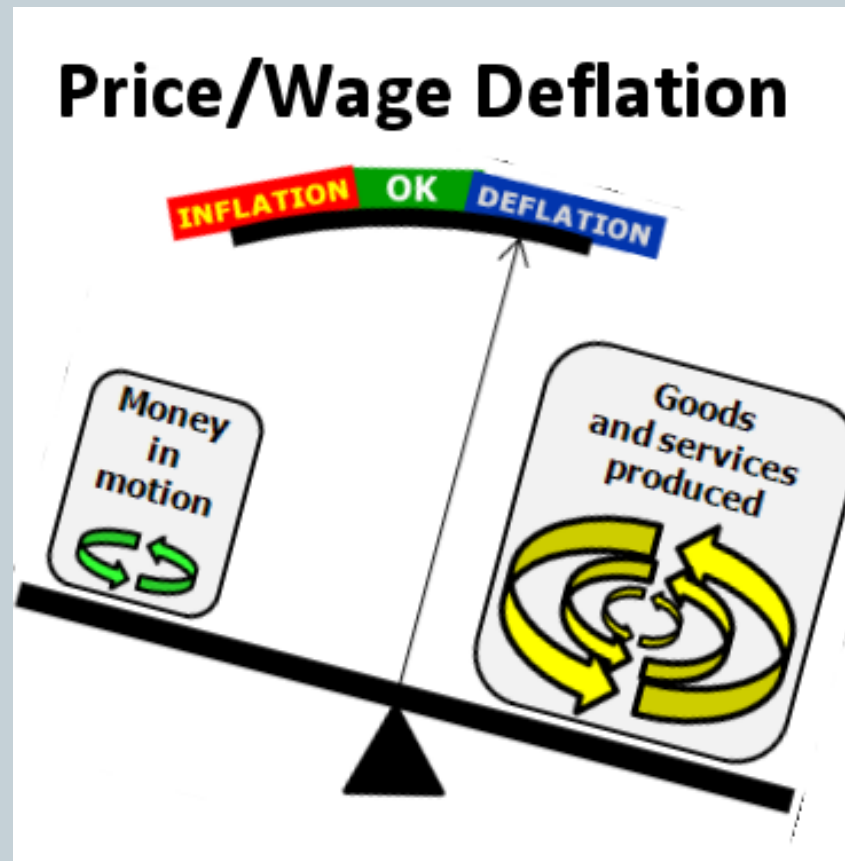 Price/Wage Deflation
INFLATION
OK
DEFLATION
Money
in
motion
Goods
and services
produced